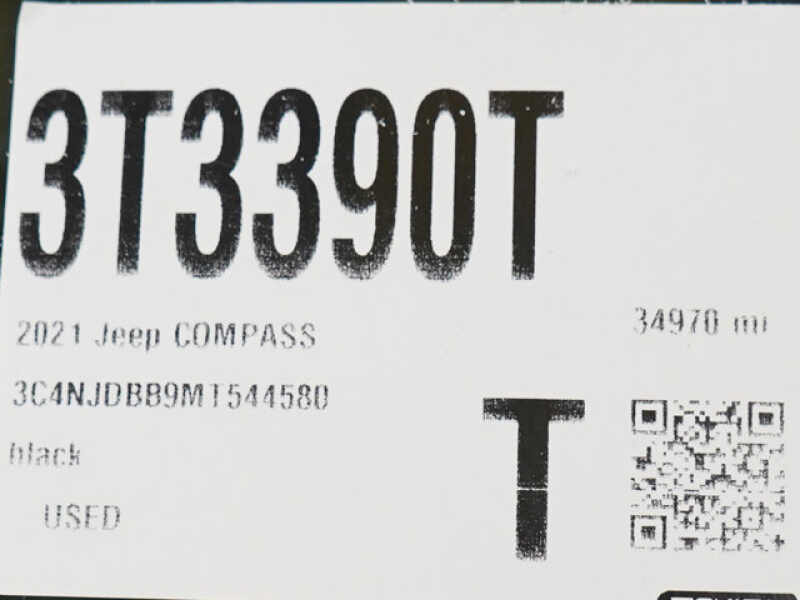 3T3390T
2021 Jeep COMPASS
34970 mi
3C4NJDBB9MT544580
black
T
USED